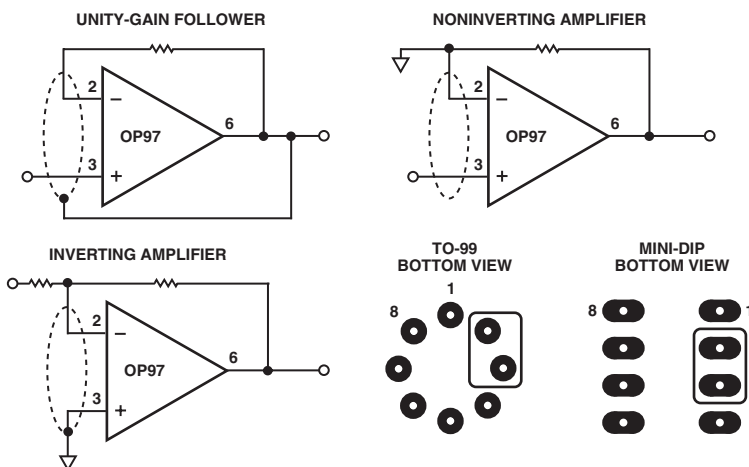 UNITY-GAIN FOLLOWER
2
−
OP97
6
3
+
NONINVERTING AMPLIFIER
2
−
OP97
6
3
+
INVERTING AMPLIFIER
2
−
OP97
6
3
+
TO-99
BOTTOM VIEW
1
8
MINI-DIP
BOTTOM VIEW
8
1